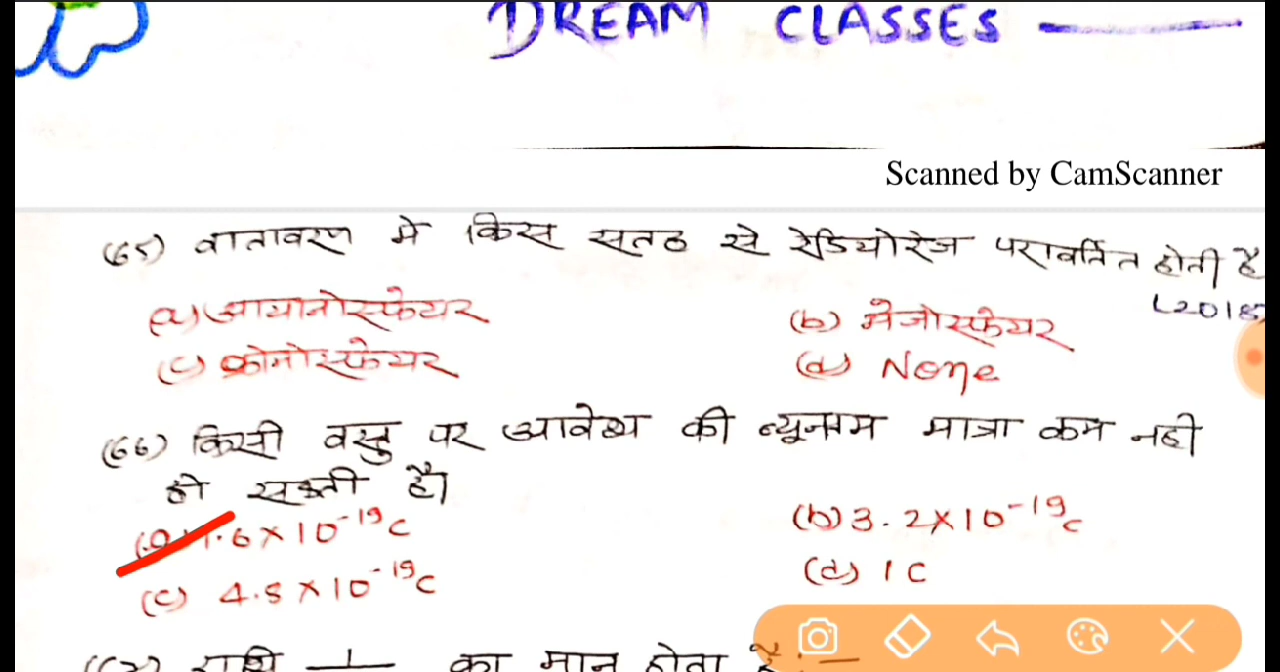 DREAM CLASSES
Scanned by CamScanner
(65) वातावरण में किस सतह से रेडियोरेज परावर्तित होती है
(2018
(a) आयानोस्फेयर (b) मेजोस्फेयर
(c) क्रोनोस्फेयर (d) None
(66) किसी वस्तु पर आवेश की न्यूनतम मात्रा कम नही
हो सकती है।
(a) 1.6×10⁻¹⁹C (b) 3.2×10⁻¹⁹C
(c) 4.8×10⁻¹⁹C (d) 1C
का मान होता है:—